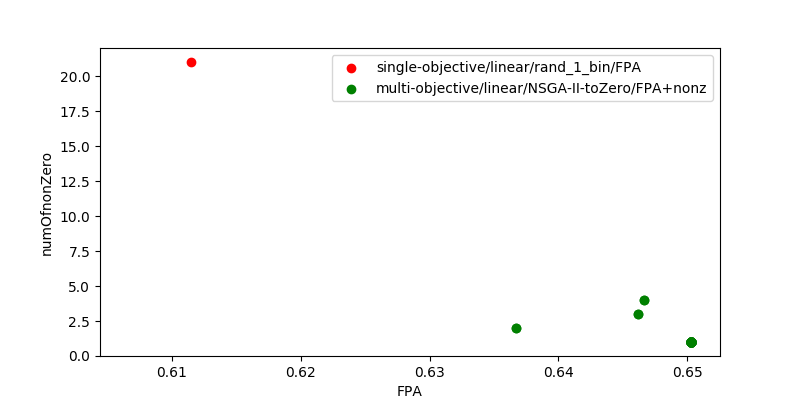 single-objective/linear/rand_1_bin/FPA
multi-objective/linear/NSGA-II-toZero/FPA+nonz
numOfnonZero
20.0
17.5
15.0
12.5
10.0
7.5
5.0
2.5
0.0
0.61 0.62 0.63 0.64 0.65
FPA